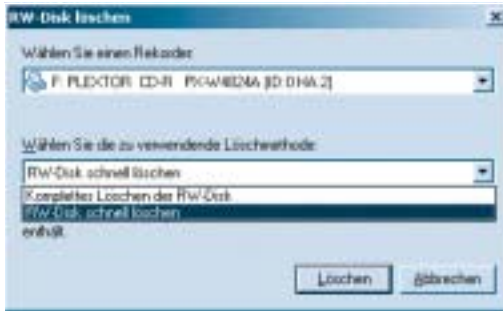 RW-Disk löschen
Wählen Sie einen Rekorder
F: PLEXTOR CD-R PX-W4824A [ID:0 HA:2]
Wählen Sie die zu verwendende Löschmethode
RW-Disk schnell löschen
Komplettes Löschen der RW-Disk
RW-Disk schnell löschen
enthält
Löschen Abbrechen